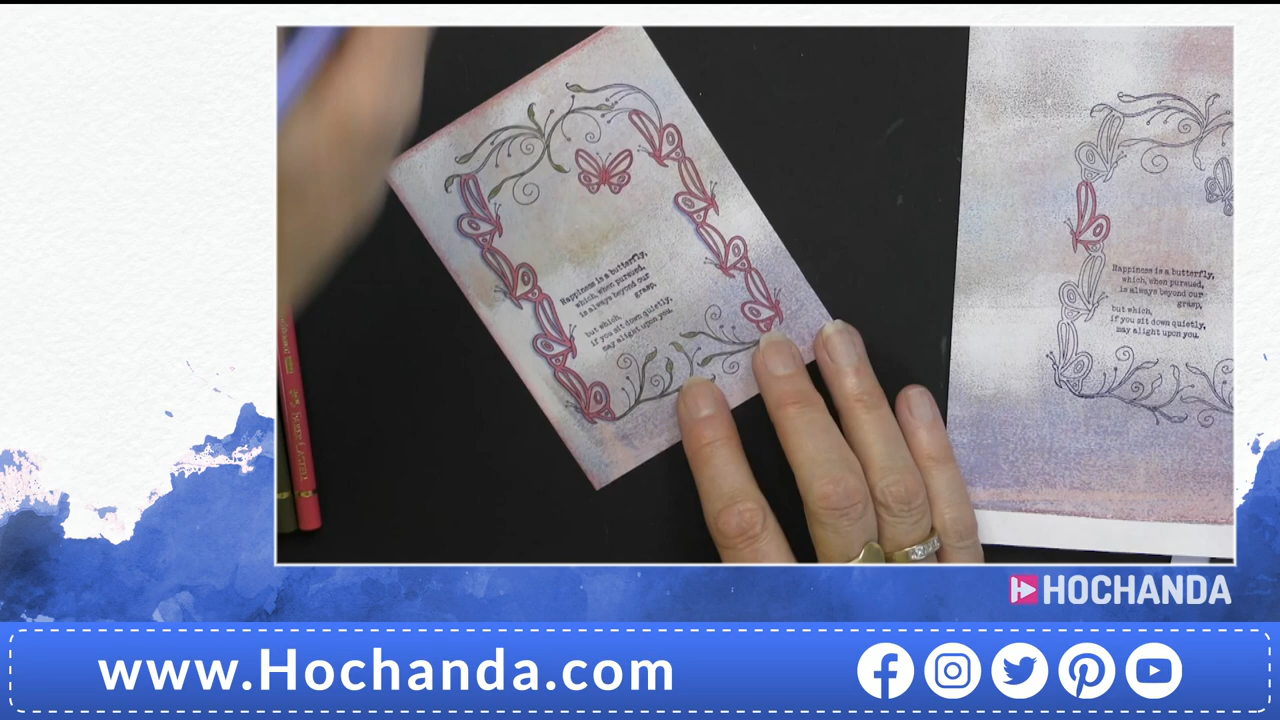 Happiness is a butterfly,
which, when pursued,
is always beyond our
grasp,
but which,
if you sit down quietly,
may alight upon you.
Happiness is a butterfly,
which, when pursued,
is always beyond our
grasp,
but which,
if you sit down quietly,
may alight upon you.
HOCHANDA
www.Hochanda.com